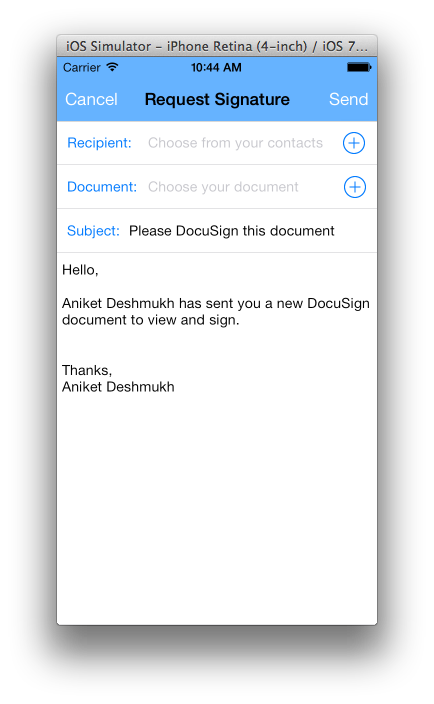 iOS Simulator – iPhone Retina (4-inch) / iOS 7...
Carrier 10:44 AM
Cancel Request Signature Send
Recipient: Choose from your contacts
Document: Choose your document
Subject: Please DocuSign this document
Hello,
Aniket Deshmukh has sent you a new DocuSign
document to view and sign.
Thanks,
Aniket Deshmukh